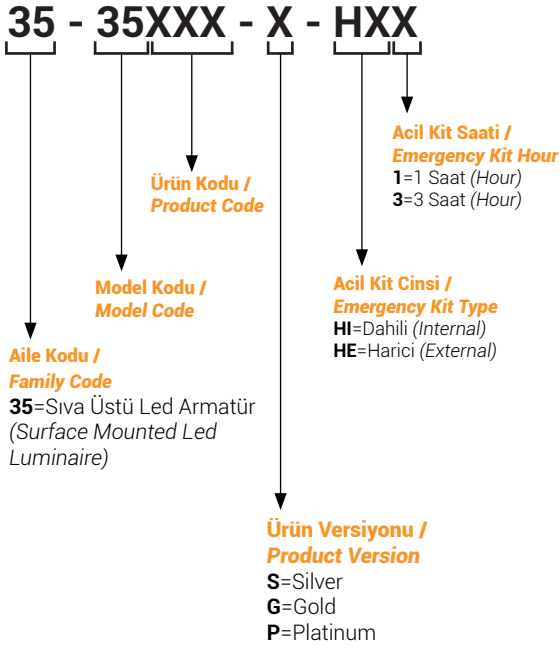 35 - 35XXX - X - HXX
Acil Kit Saati /
Emergency Kit Hour
1=1 Saat (Hour)
3=3 Saat (Hour)
Ürün Kodu /
Product Code
Model Kodu /
Model Code
Acil Kit Cinsi /
Emergency Kit Type
HI=Dahili (Internal)
HE=Harici (External)
Aile Kodu /
Family Code
35=Sıva Üstü Led Armatür
(Surface Mounted Led
Luminaire)
Ürün Versiyonu /
Product Version
S=Silver
G=Gold
P=Platinum